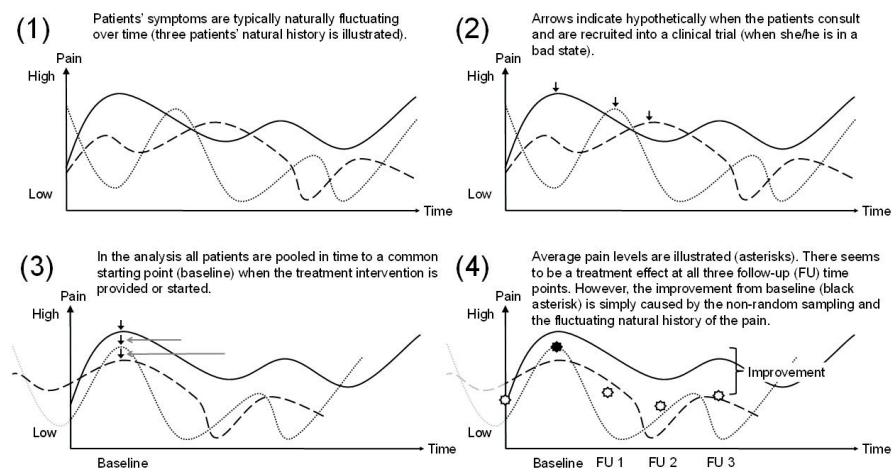 (1)
Patients' symptoms are typically naturally fluctuating
over time (three patients' natural history is illustrated).
Pain
High
Low
Time
(2)
Arrows indicate hypothetically when the patients consult
and are recruited into a clinical trial (when she/he is in a
bad state).
Pain
High
Low
Time
(3)
In the analysis all patients are pooled in time to a common
starting point (baseline) when the treatment intervention is
provided or started.
Pain
High
Low
Time
Baseline
(4)
Average pain levels are illustrated (asterisks). There seems
to be a treatment effect at all three follow-up (FU) time
points. However, the improvement from baseline (black
asterisk) is simply caused by the non-random sampling and
the fluctuating natural history of the pain.
Pain
High
Improvement
Low
Time
Baseline FU 1 FU 2 FU 3